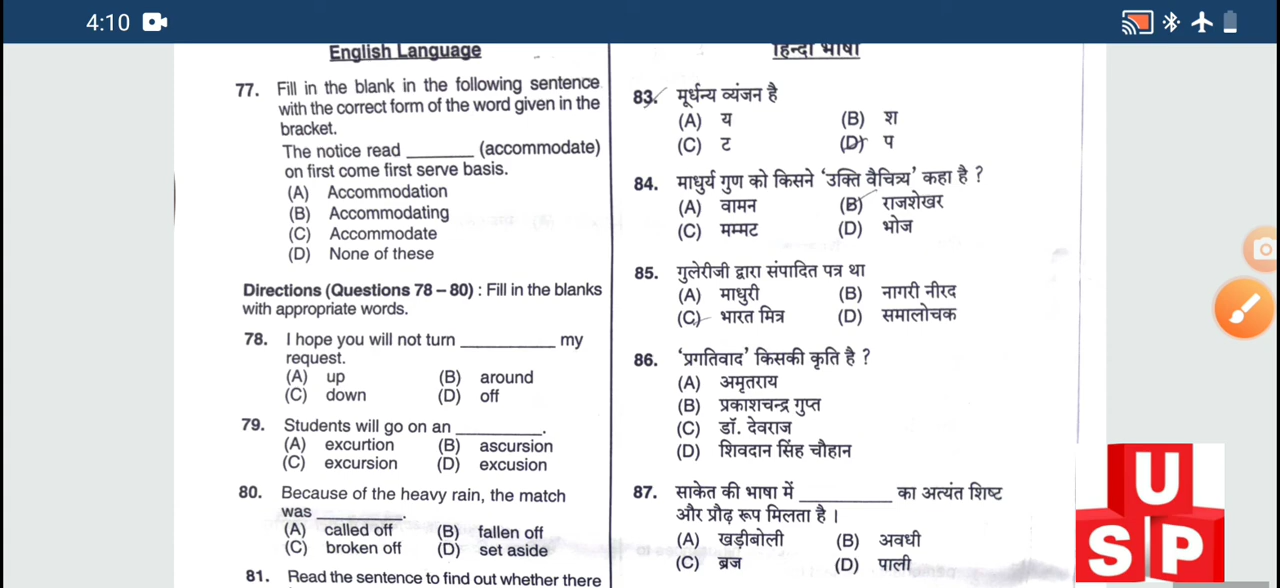 4:10
English Language
77. Fill in the blank in the following sentence
with the correct form of the word given in the
bracket.
The notice read _______ (accommodate)
on first come first serve basis.
(A) Accommodation
(B) Accommodating
(C) Accommodate
(D) None of these
Directions (Questions 78 – 80) : Fill in the blanks
with appropriate words.
78. I hope you will not turn __________ my
request.
(A) up (B) around
(C) down (D) off
79. Students will go on an _________.
(A) excurtion (B) ascursion
(C) excursion (D) excusion
80. Because of the heavy rain, the match
was _________.
(A) called off (B) fallen off
(C) broken off (D) set aside
81. Read the sentence to find out whether there
हिन्दी भाषा
83. मूर्धन्य व्यंजन है
(A) य (B) श
(C) ट (D) प
84. माधुर्य गुण को किसने ‘उक्ति वैचित्र्य’ कहा है ?
(A) वामन (B) राजशेखर
(C) मम्मट (D) भोज
85. गुलेरीजी द्वारा संपादित पत्र था
(A) माधुरी (B) नागरी नीरद
(C) भारत मित्र (D) समालोचक
86. ‘प्रगतिवाद’ किसकी कृति है ?
(A) अमृतराय
(B) प्रकाशचन्द्र गुप्त
(C) डॉ. देवराज
(D) शिवदान सिंह चौहान
87. साकेत की भाषा में __________ का अत्यंत शिष्ट
और प्रौढ़ रूप मिलता है ।
(A) खड़ीबोली (B) अवधी
(C) ब्रज (D) पाली
U
S P